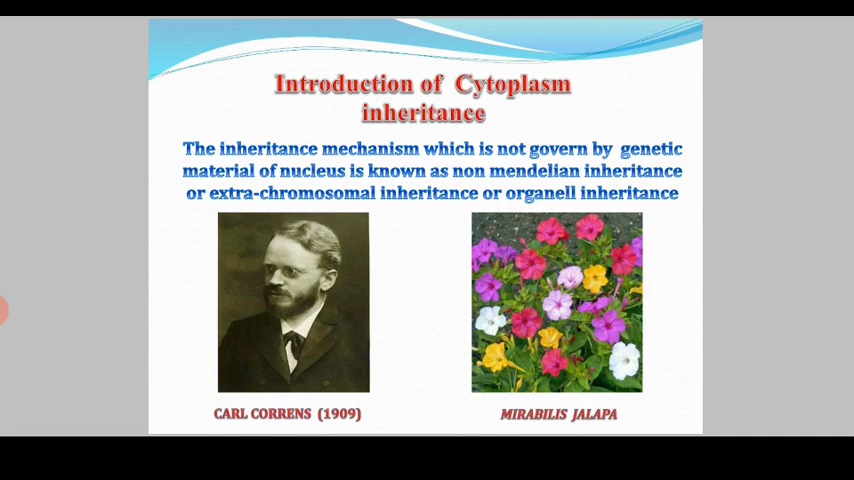 Introduction of Cytoplasm
inheritance
The inheritance mechanism which is not govern by genetic
material of nucleus is known as non mendelian inheritance
or extra-chromosomal inheritance or organell inheritance
CARL CORRENS (1909)
MIRABILIS JALAPA